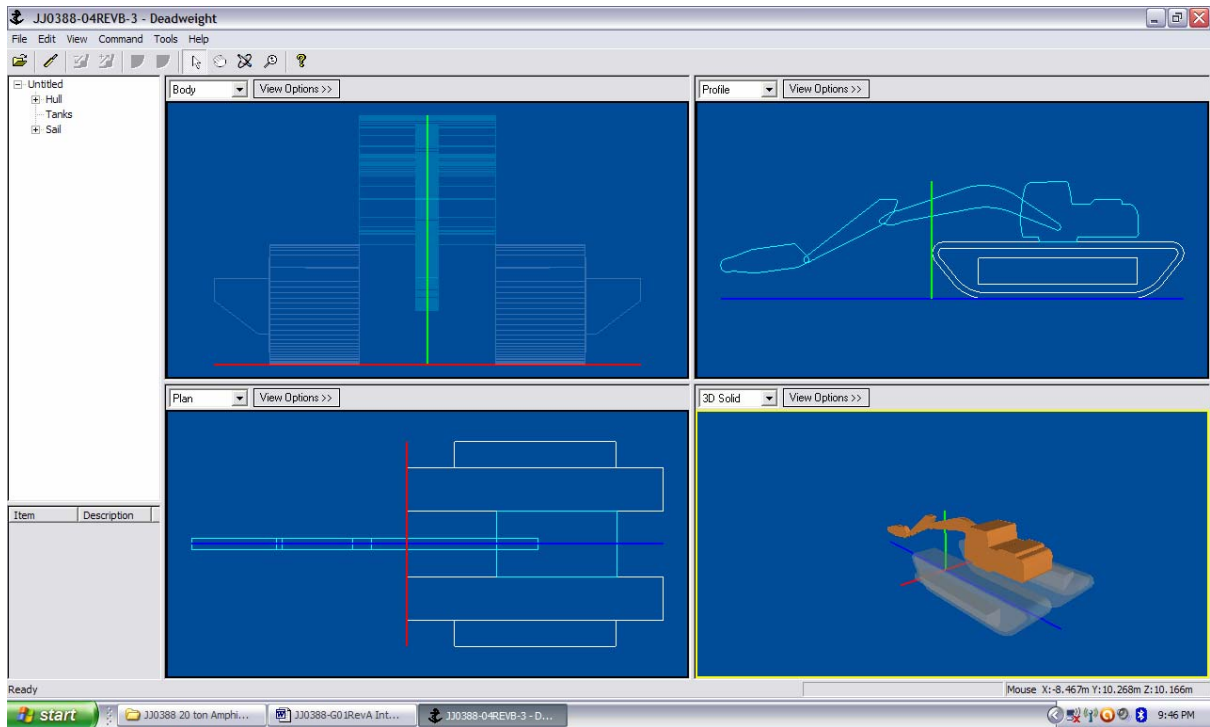 JJ0388-04REVB-3 - Deadweight
File Edit View Command Tools Help
Untitled
Hull
Tanks
Sail
Body View Options >>
Profile View Options >>
Plan View Options >>
3D Solid View Options >>
Item Description
Ready
Mouse X:-8.467m Y:10.268m Z:10.166m
start JJ0388 20 ton Amphi... JJ0388-G01RevA Int... JJ0388-04REVB-3 - D... 9:46 PM